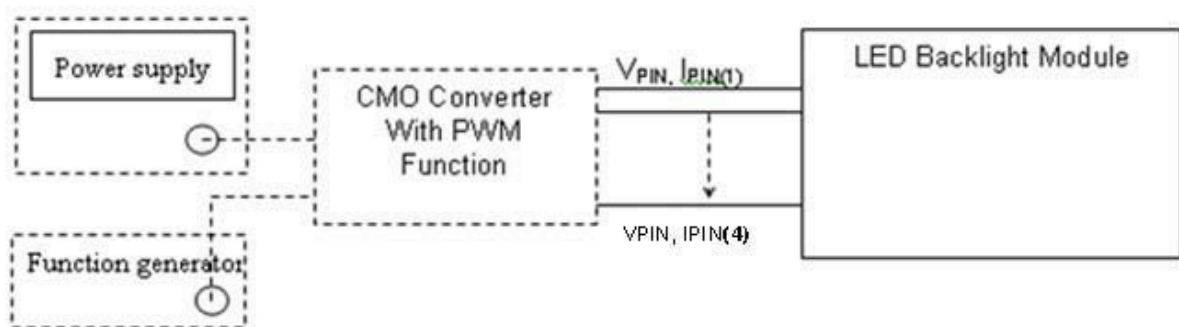 Power supply
CMO Converter
With PWM
Function
VPIN, IPIN(1)
LED Backlight Module
VPIN, IPIN(4)
Function generator